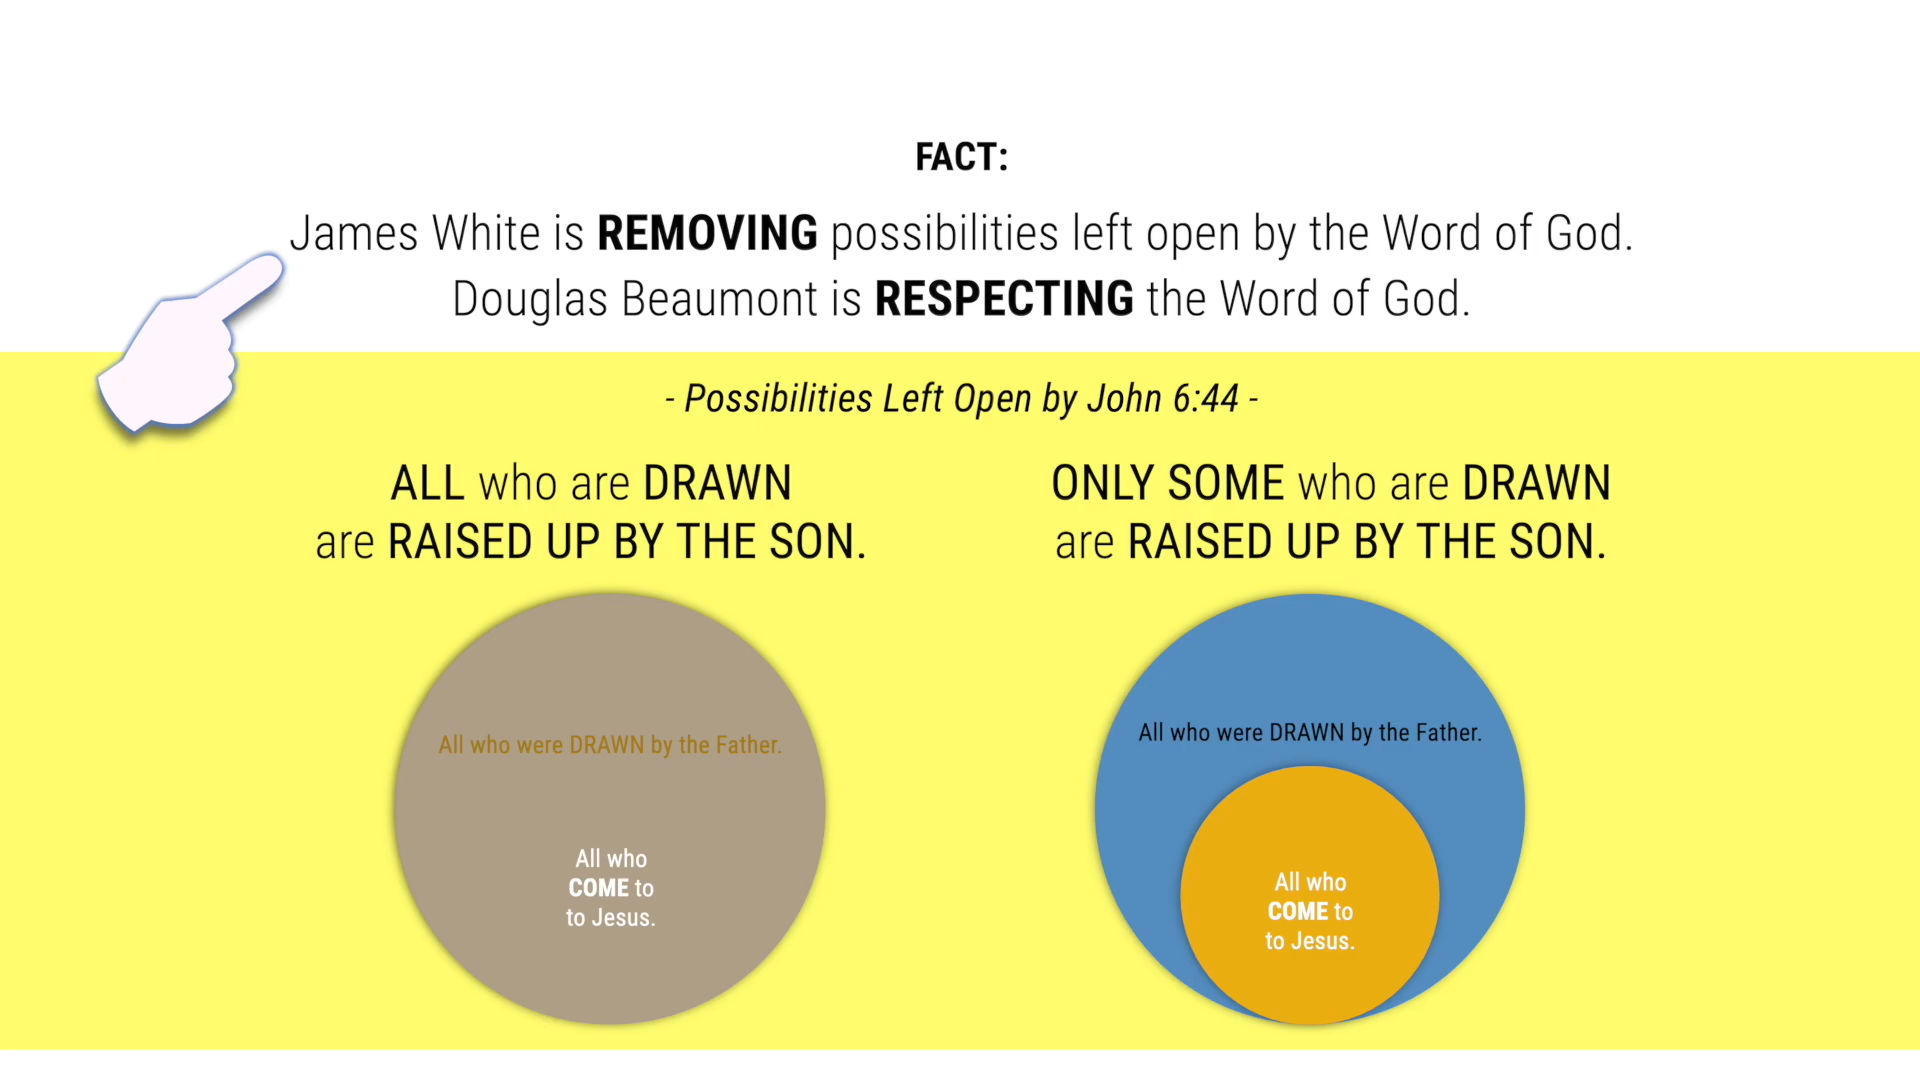 FACT:
James White is REMOVING possibilities left open by the Word of God.
Douglas Beaumont is RESPECTING the Word of God.
- Possibilities Left Open by John 6:44 -
ALL who are DRAWN
are RAISED UP BY THE SON.
ONLY SOME who are DRAWN
are RAISED UP BY THE SON.
All who were DRAWN by the Father.
All who
COME to
to Jesus.
All who were DRAWN by the Father.
All who
COME to
to Jesus.